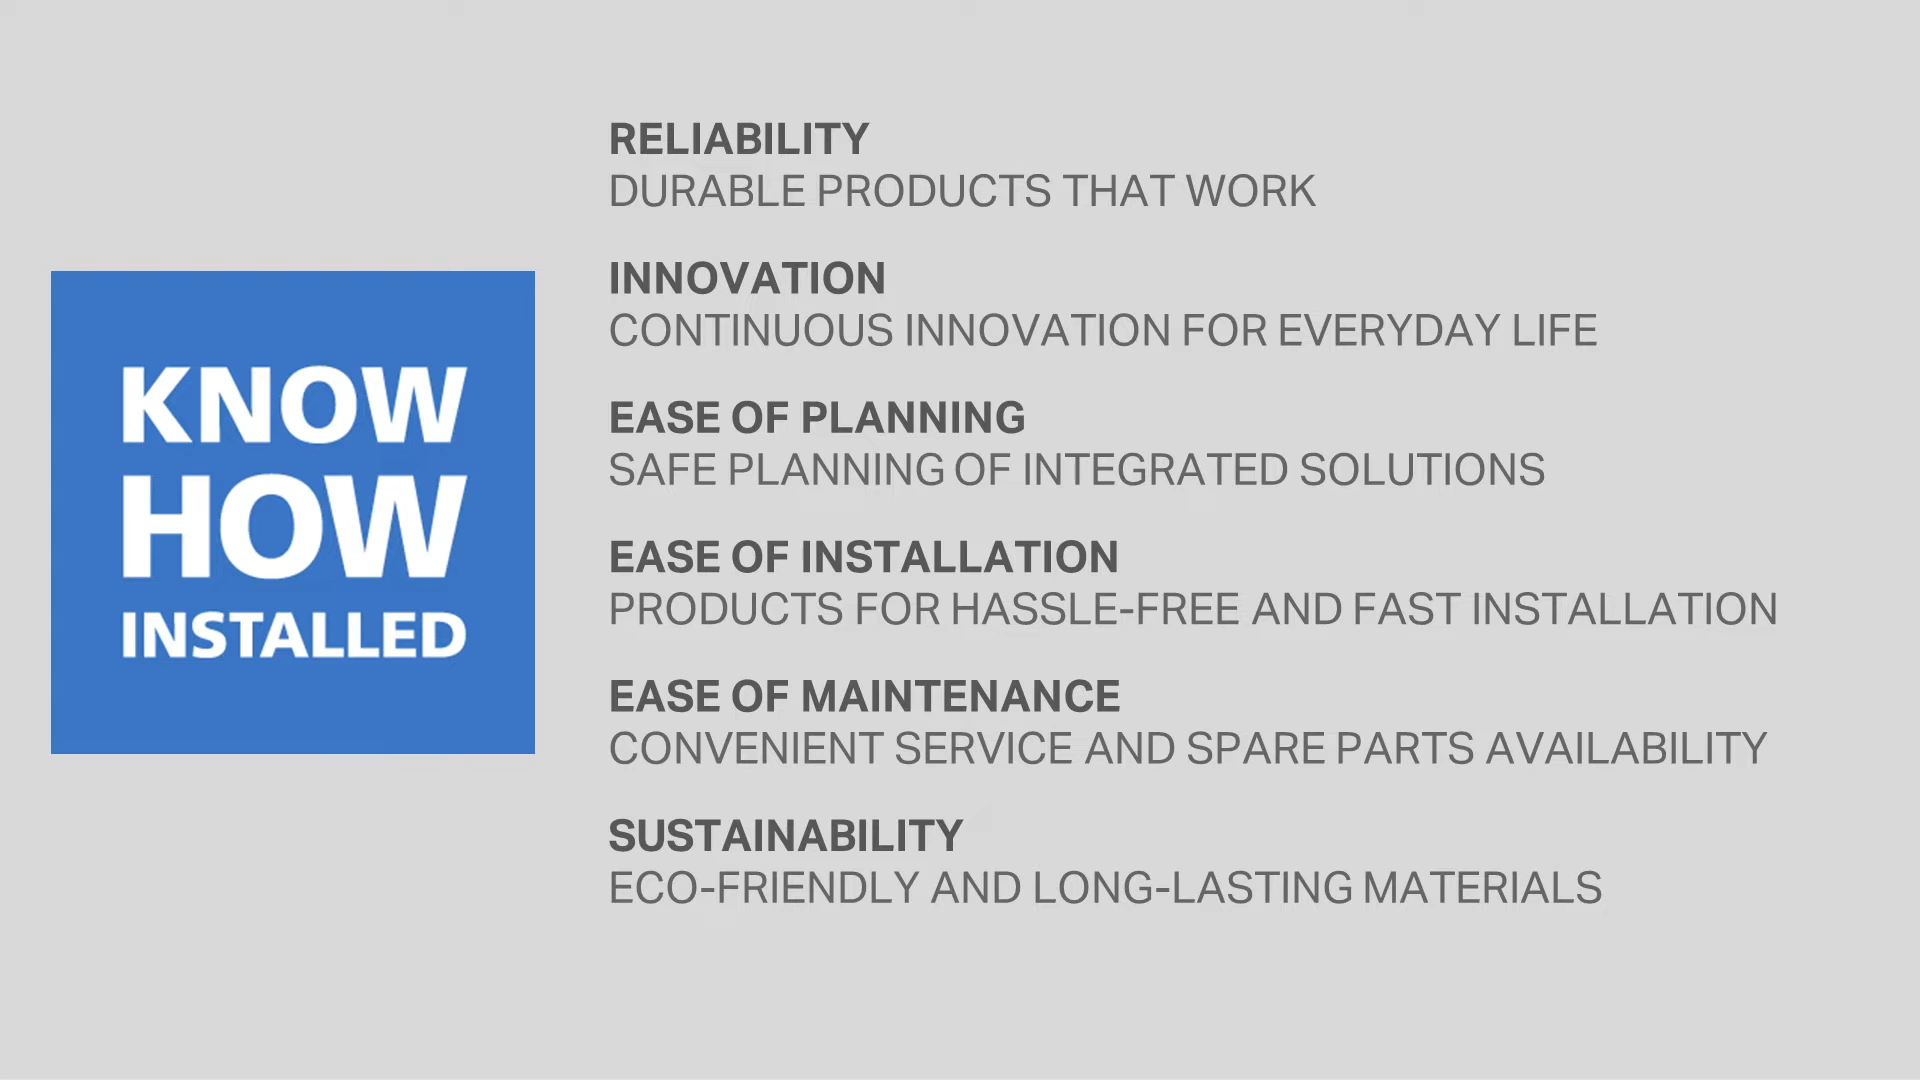 KNOW
HOW
INSTALLED
RELIABILITY
DURABLE PRODUCTS THAT WORK
INNOVATION
CONTINUOUS INNOVATION FOR EVERYDAY LIFE
EASE OF PLANNING
SAFE PLANNING OF INTEGRATED SOLUTIONS
EASE OF INSTALLATION
PRODUCTS FOR HASSLE-FREE AND FAST INSTALLATION
EASE OF MAINTENANCE
CONVENIENT SERVICE AND SPARE PARTS AVAILABILITY
SUSTAINABILITY
ECO-FRIENDLY AND LONG-LASTING MATERIALS